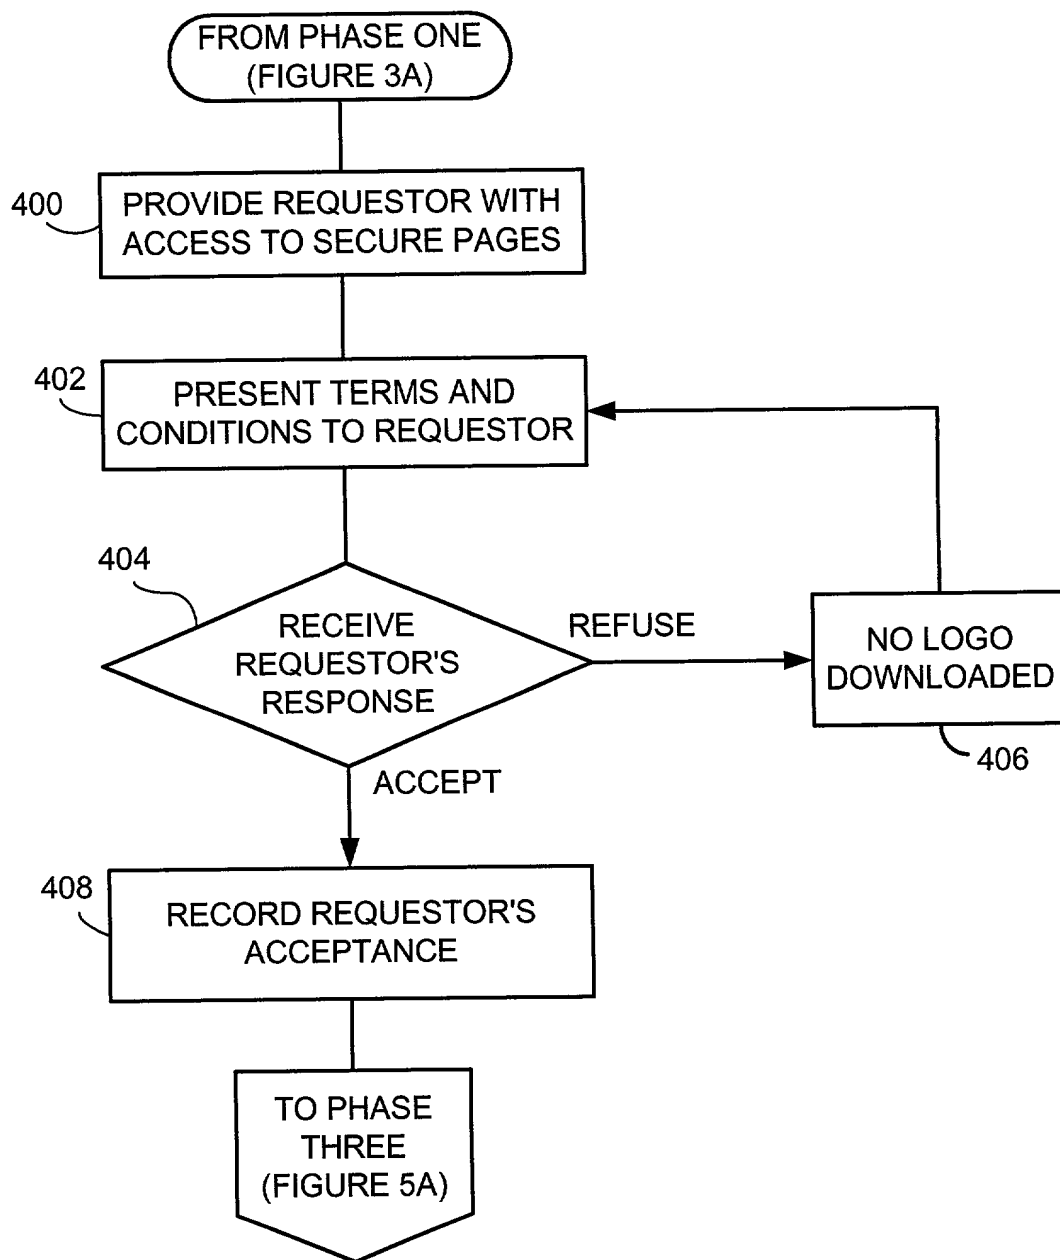 FROM PHASE ONE
(FIGURE 3A)
400
PROVIDE REQUESTOR WITH
ACCESS TO SECURE PAGES
402
PRESENT TERMS AND
CONDITIONS TO REQUESTOR
404
RECEIVE
REQUESTOR'S
RESPONSE
REFUSE
NO LOGO
DOWNLOADED
406
ACCEPT
408
RECORD REQUESTOR'S
ACCEPTANCE
TO PHASE
THREE
(FIGURE 5A)